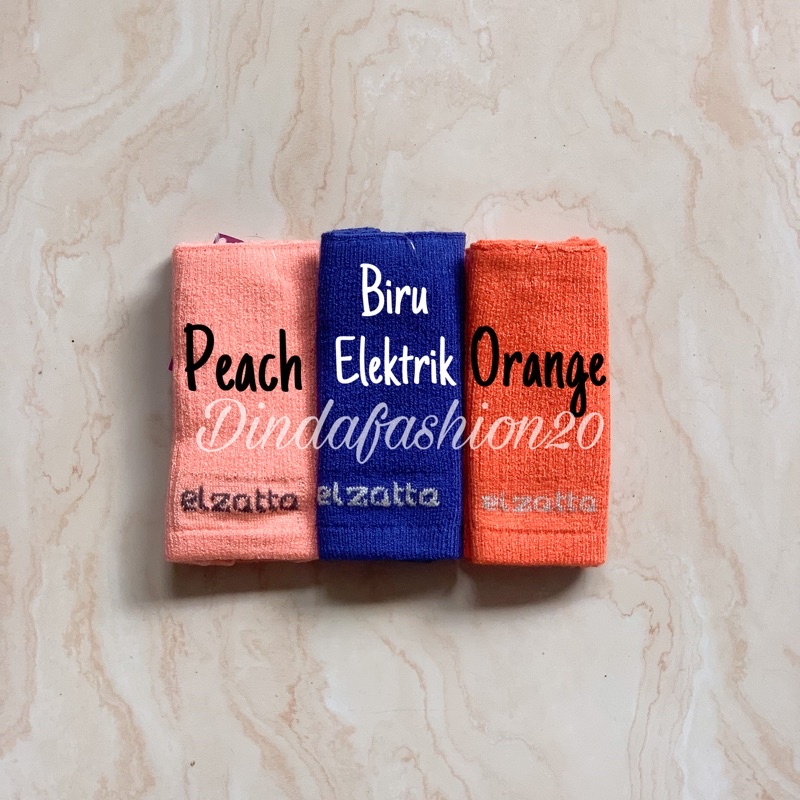 Peach
Biru
Elektrik
Orange
Dindafashion20
elzatta
elzatta
elzatta